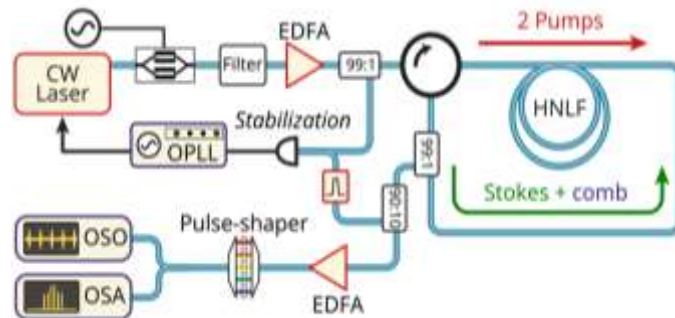 EDFA
2 Pumps
CW
Laser
Filter
99:1
HNLF
Stabilization
OPLL
99:1
Stokes + comb
90:10
Pulse-shaper
OSO
OSA
EDFA